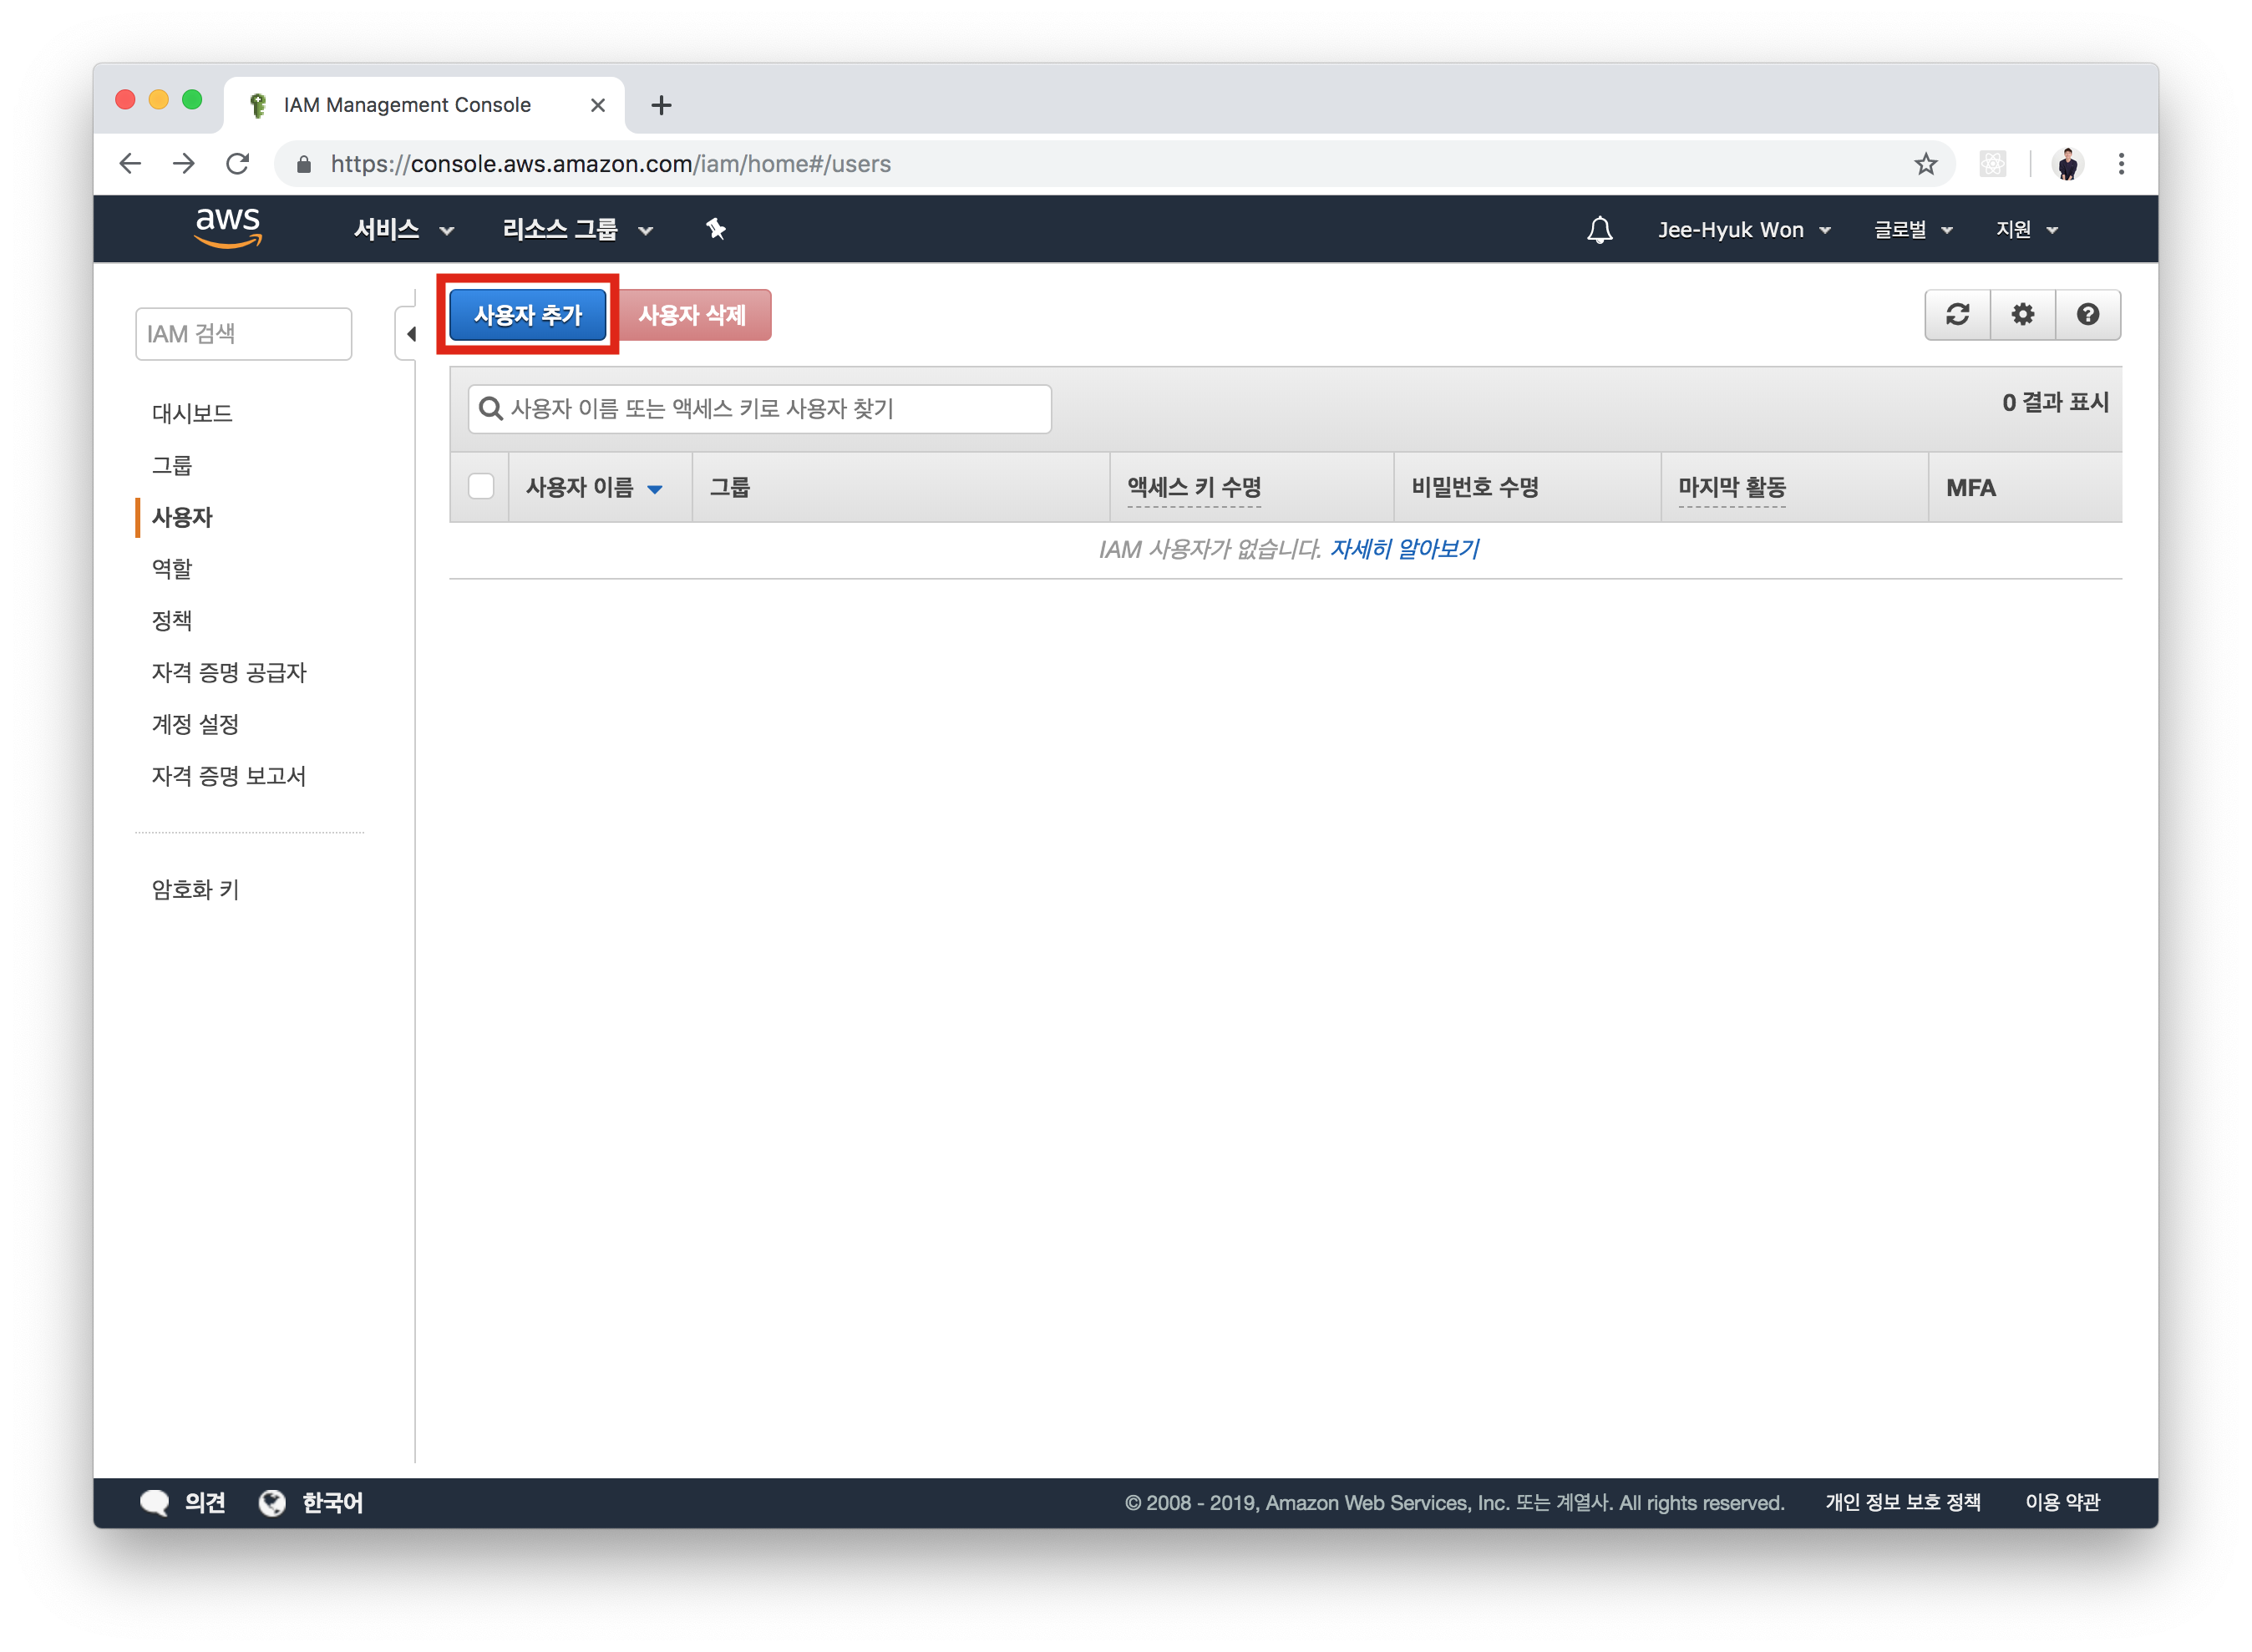 IAM Management Console
https://console.aws.amazon.com/iam/home#/users
aws 서비스 리소스 그룹 Jee-Hyuk Won 글로벌 지원
IAM 검색
대시보드
그룹
사용자
역할
정책
자격 증명 공급자
계정 설정
자격 증명 보고서
암호화 키
사용자 추가 사용자 삭제
사용자 이름 또는 액세스 키로 사용자 찾기 0 결과 표시
사용자 이름 그룹 액세스 키 수명 비밀번호 수명 마지막 활동 MFA
IAM 사용자가 없습니다. 자세히 알아보기
의견 한국어 © 2008 - 2019, Amazon Web Services, Inc. 또는 계열사. All rights reserved. 개인 정보 보호 정책 이용 약관